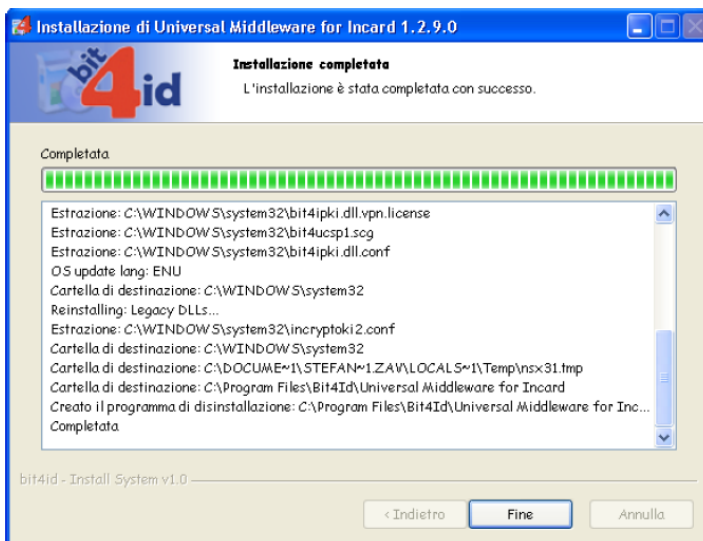 Installazione di Universal Middleware for Incard 1.2.9.0
bit4id
Installazione completata
L'installazione è stata completata con successo.
Completata
Estrazione: C:\WINDOWS\system32\bit4ipki.dll.vpn.license
Estrazione: C:\WINDOWS\system32\bit4ucsp1.scg
Estrazione: C:\WINDOWS\system32\bit4ipki.dll.conf
OS update lang: ENU
Cartella di destinazione: C:\WINDOWS\system32
Reinstalling: Legacy DLLs...
Estrazione: C:\WINDOWS\system32\incryptoki2.conf
Cartella di destinazione: C:\WINDOWS\system32
Cartella di destinazione: C:\DOCUME~1\STEFAN~1.ZAV\LOCALS~1\Temp\nsx31.tmp
Cartella di destinazione: C:\Program Files\Bit4Id\Universal Middleware for Incard
Creato il programma di disinstallazione: C:\Program Files\Bit4Id\Universal Middleware for Inc...
Completata
bit4id - Install System v1.0
< Indietro
Fine
Annulla